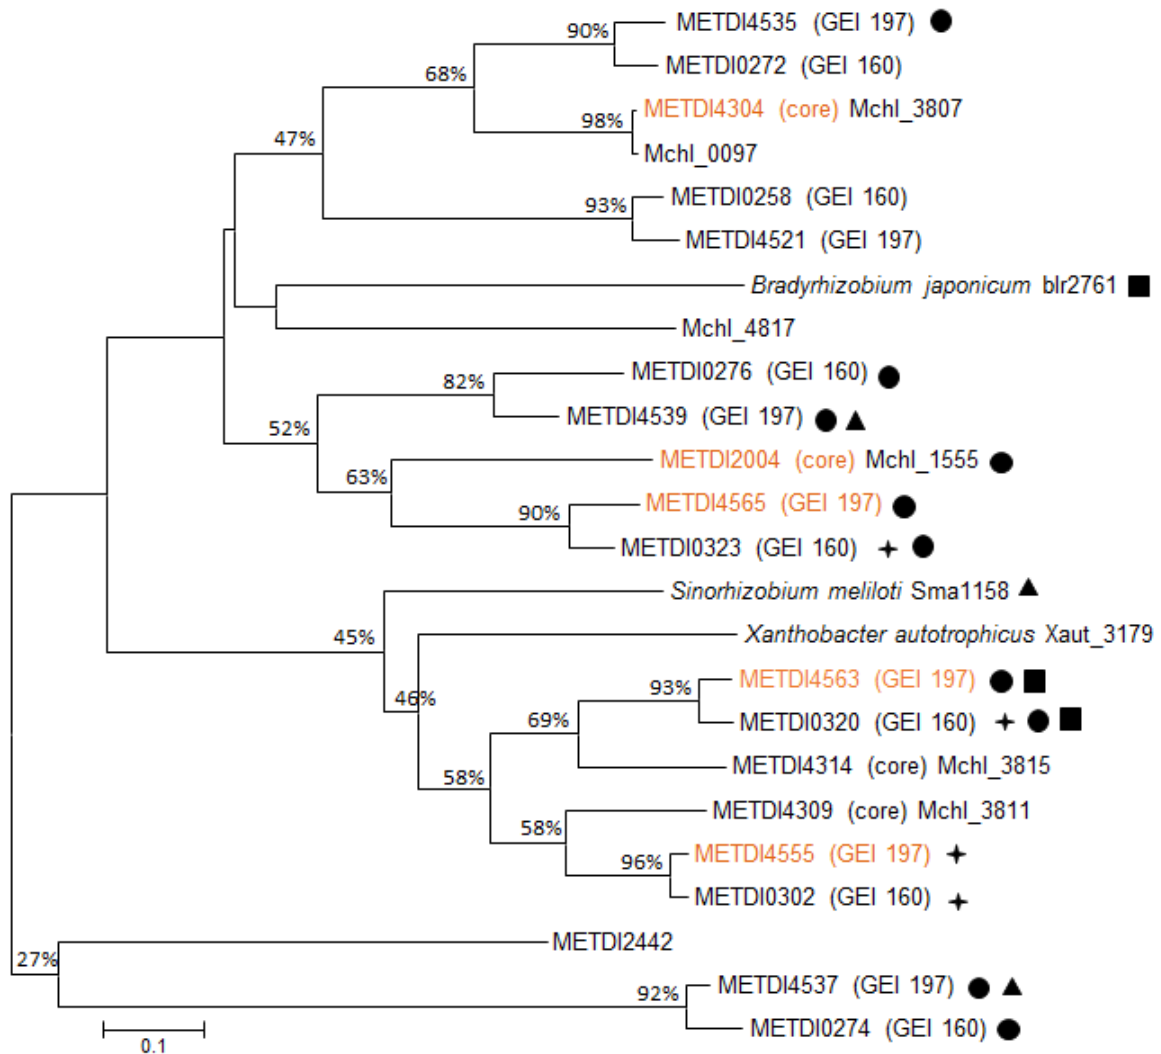 METDI4535 (GEI 197)
90%
METDI0272 (GEI 160)
68%
METDI4304 (core) Mchl_3807
98%
47%
Mchl_0097
METDI0258 (GEI 160)
93%
METDI4521 (GEI 197)
Bradyrhizobium japonicum blr2761
Mchl_4817
METDI0276 (GEI 160)
82%
METDI4539 (GEI 197)
52%
METDI2004 (core) Mchl_1555
63%
METDI4565 (GEI 197)
90%
METDI0323 (GEI 160)
Sinorhizobium meliloti Sma1158
45%
Xanthobacter autotrophicus Xaut_3179
METDI4563 (GEI 197)
93%
46%
METDI0320 (GEI 160)
69%
METDI4314 (core) Mchl_3815
58%
METDI4309 (core) Mchl_3811
58%
METDI4555 (GEI 197)
96%
METDI0302 (GEI 160)
METDI2442
27%
METDI4537 (GEI 197)
92%
METDI0274 (GEI 160)
0.1